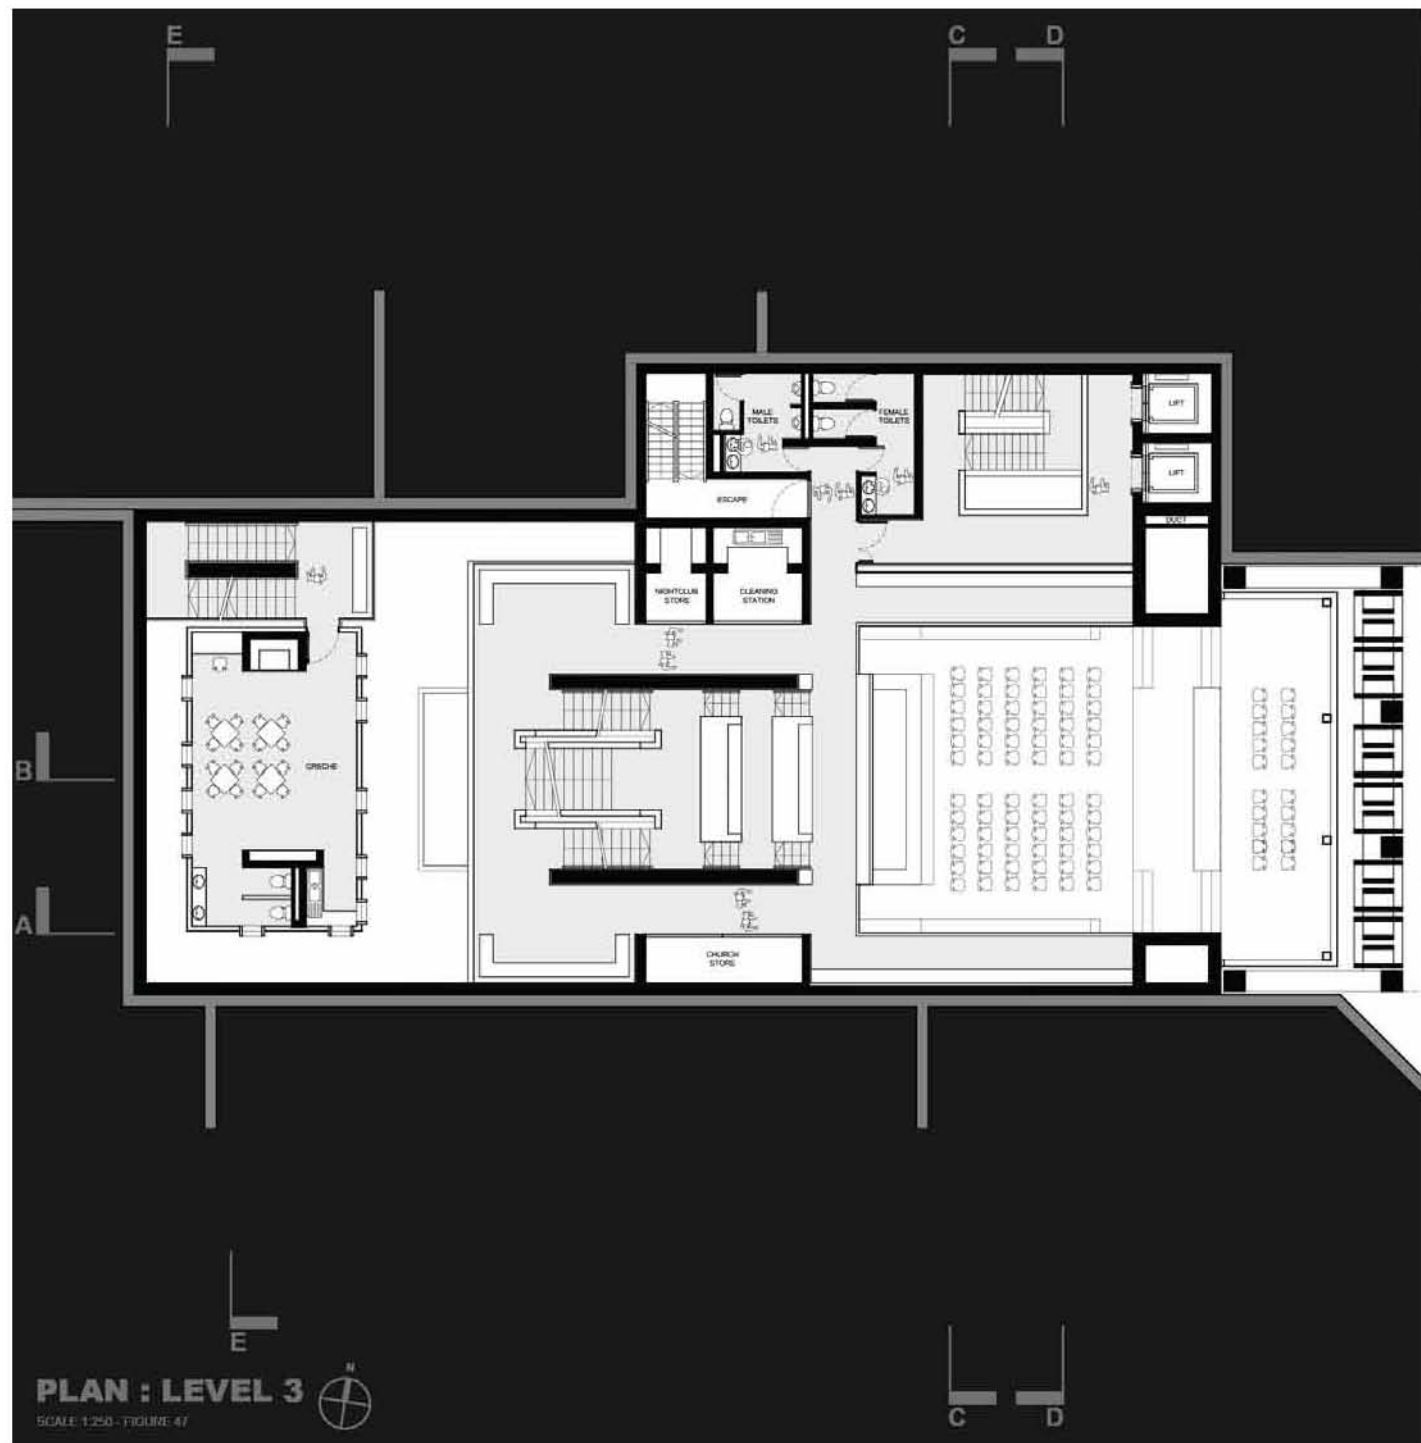 E
C
D
MALE
TOILETS
FEMALE
TOILETS
LIFT
LIFT
ESCAPE
DUCT
NIGHTCLUB
STORE
CLEANING
STATION
B
CRECHE
A
CHURCH
STORE
E
N
PLAN : LEVEL 3
SCALE 1:250 - FIGURE 47
C
D